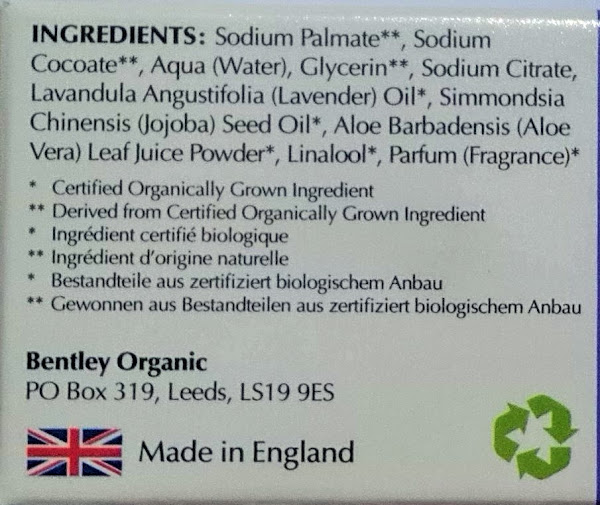 INGREDIENTS: Sodium Palmate**, Sodium
Cocoate**, Aqua (Water), Glycerin**, Sodium Citrate,
Lavandula Angustifolia (Lavender) Oil*, Simmondsia
Chinensis (Jojoba) Seed Oil*, Aloe Barbadensis (Aloe
Vera) Leaf Juice Powder*, Linalool*, Parfum (Fragrance)*
* Certified Organically Grown Ingredient
** Derived from Certified Organically Grown Ingredient
* Ingrédient certifié biologique
** Ingrédient d'origine naturelle
* Bestandteile aus zertifiziert biologischem Anbau
** Gewonnen aus Bestandteilen aus zertifiziert biologischem Anbau
Bentley Organic
PO Box 319, Leeds, LS19 9ES
Made in England